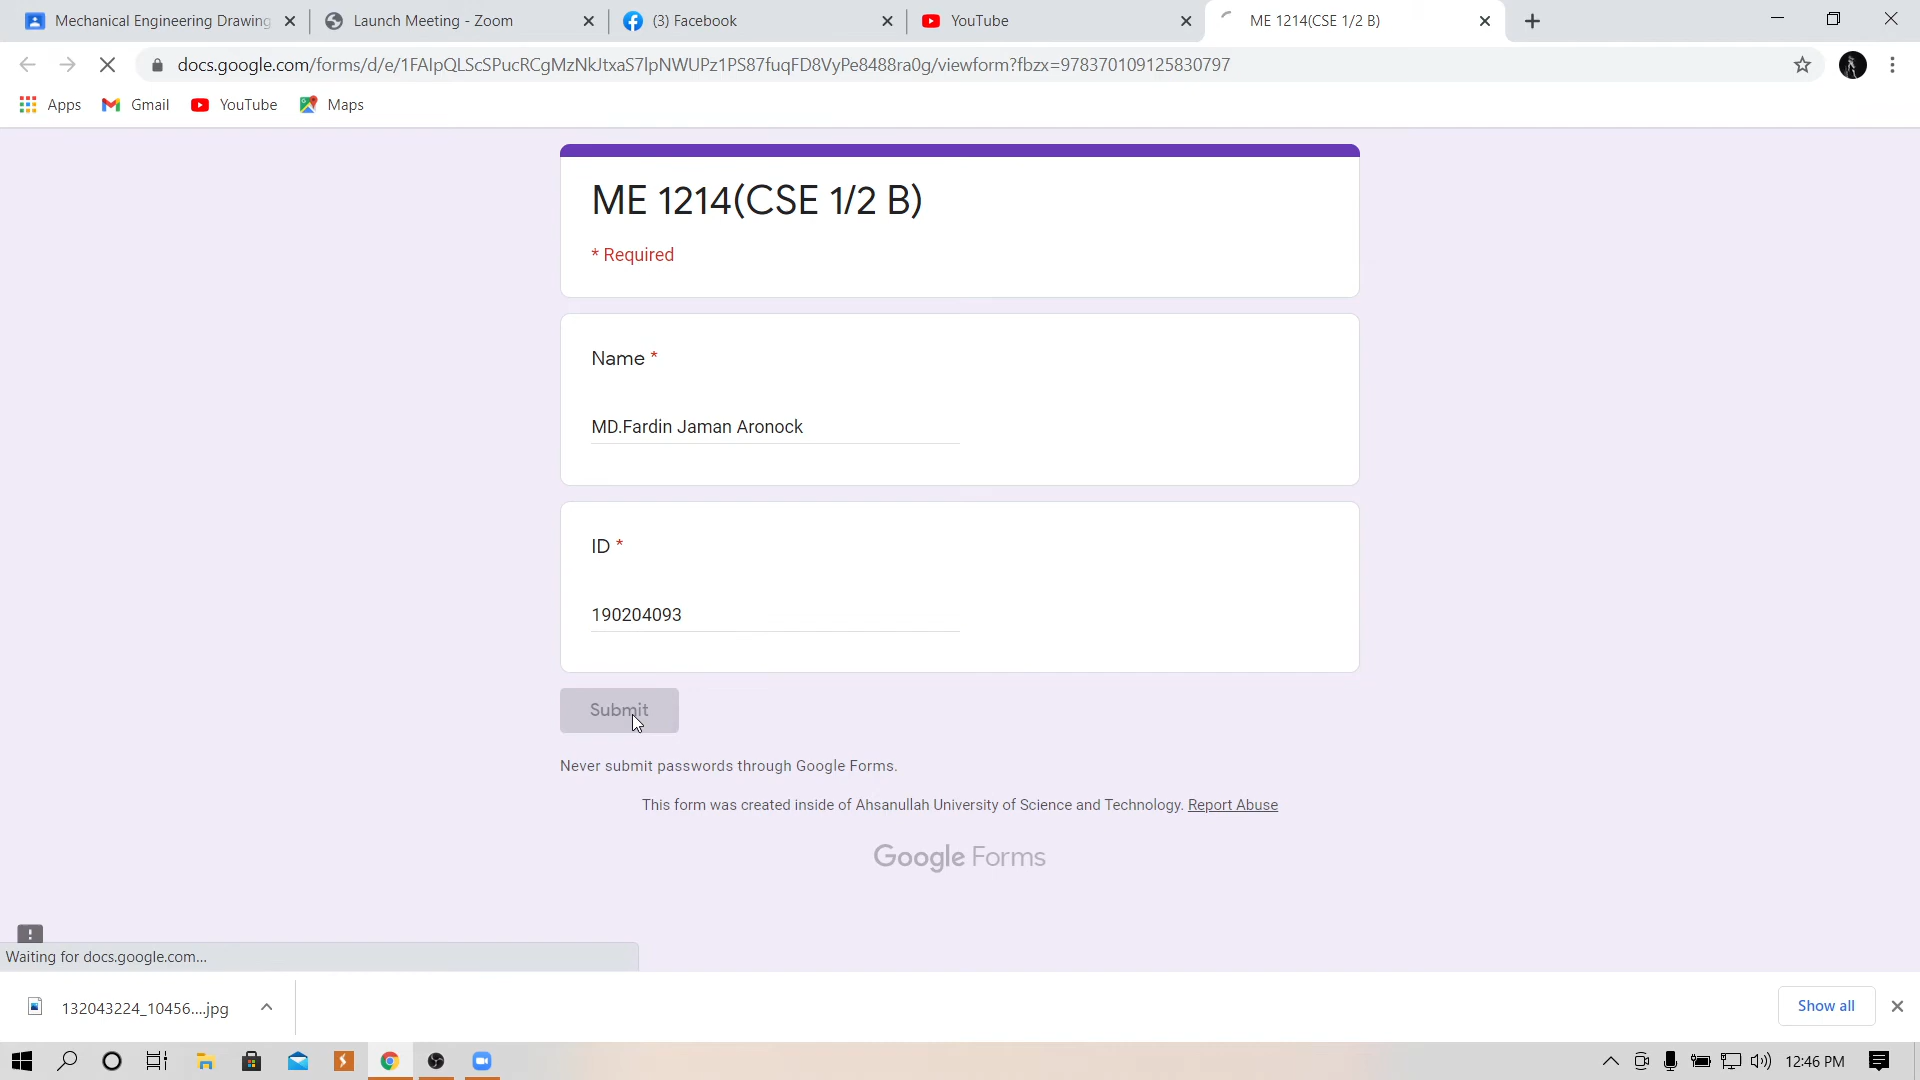 Mechanical Engineering Drawing
Launch Meeting - Zoom
(3) Facebook
YouTube
ME 1214(CSE 1/2 B)
docs.google.com/forms/d/e/1FAIpQLScSPucRCgMzNkJtxaS7lpNWUPz1PS87fuqFD8VyPe8488ra0g/viewform?fbzx=978370109125830797
Apps
Gmail
YouTube
Maps
ME 1214(CSE 1/2 B)
* Required
Name *
MD.Fardin Jaman Aronock
ID *
190204093
Submit
Never submit passwords through Google Forms.
This form was created inside of Ahsanullah University of Science and Technology. Report Abuse
Google Forms
Waiting for docs.google.com...
132043224_10456....jpg
Show all
12:46 PM